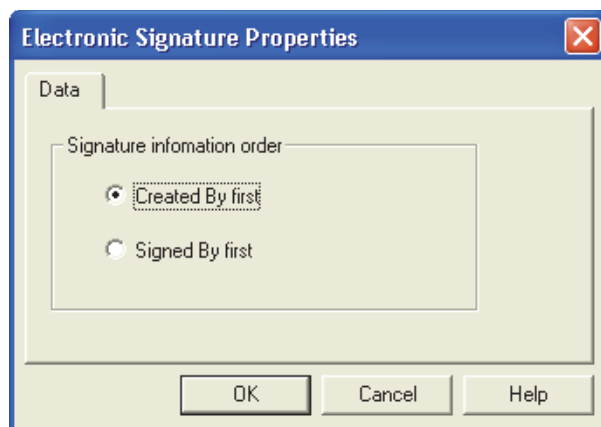 Electronic Signature Properties
Data
Signature infomation order
Created By first
Signed By first
OK Cancel Help